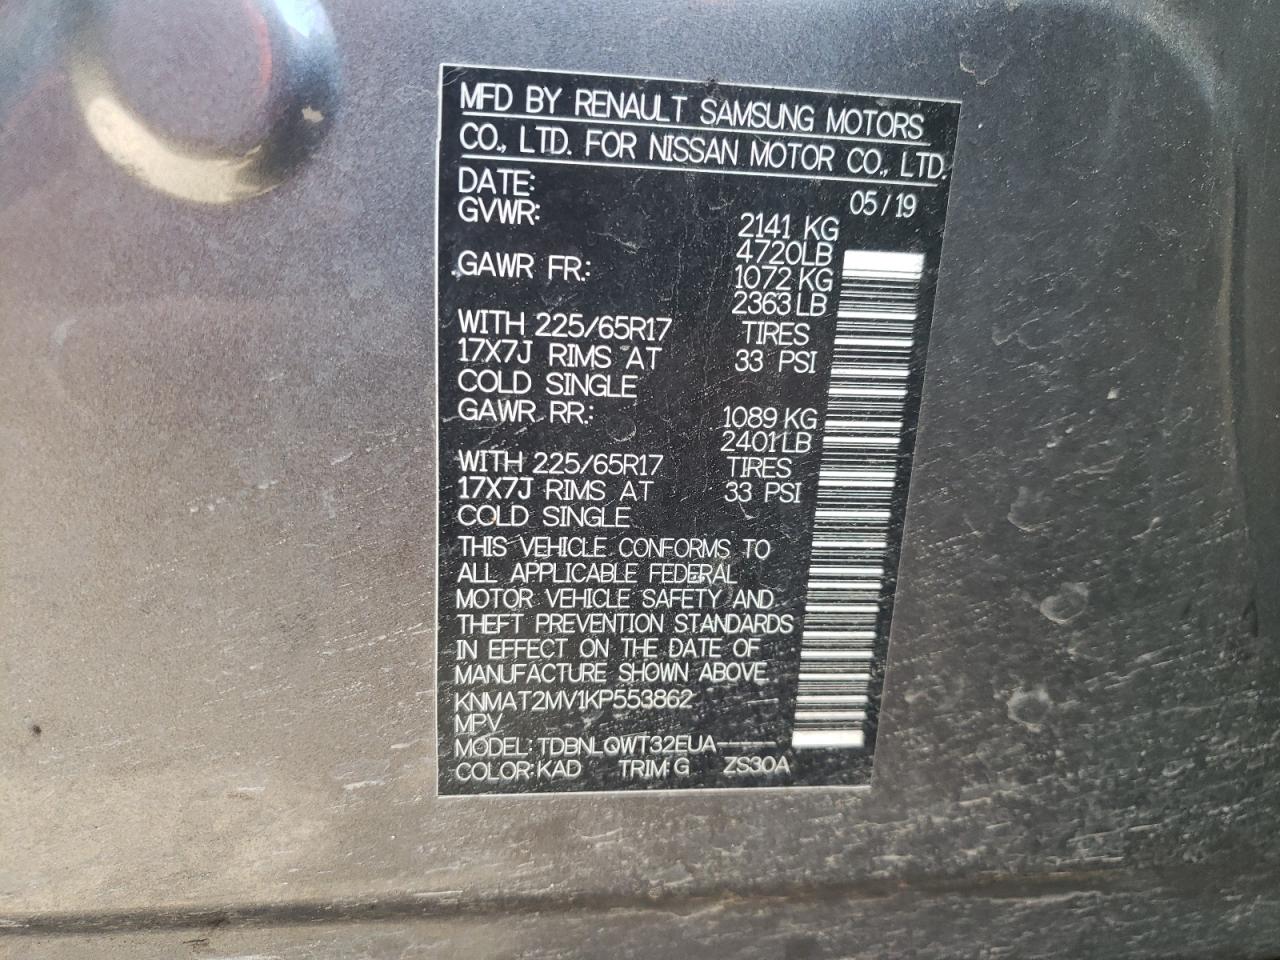 MFD BY RENAULT SAMSUNG MOTORS
CO., LTD. FOR NISSAN MOTOR CO., LTD.
DATE: 05/19
GVWR: 2141 KG
4720LB
GAWR FR: 1072 KG
2363LB
WITH 225/65R17 TIRES
17X7J RIMS AT 33 PSI
COLD SINGLE
GAWR RR: 1089 KG
2401LB
WITH 225/65R17 TIRES
17X7J RIMS AT 33 PSI
COLD SINGLE
THIS VEHICLE CONFORMS TO
ALL APPLICABLE FEDERAL
MOTOR VEHICLE SAFETY AND
THEFT PREVENTION STANDARDS
IN EFFECT ON THE DATE OF
MANUFACTURE SHOWN ABOVE.
KNMAT2MV1KP553862
MPV
MODEL: TDBNLQWT32EUA-----
COLOR: KAD TRIM: G ZS30A